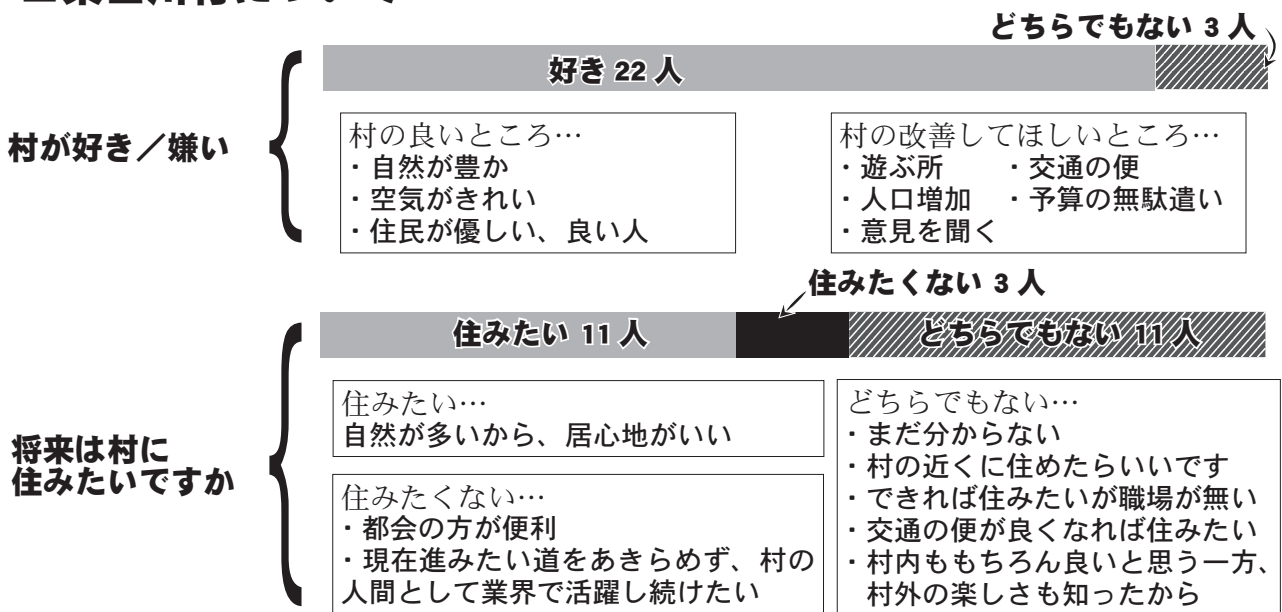 どちらでもない 3 人
好き 22 人
村が好き／嫌い
村の良いところ…
・自然が豊か
・空気がきれい
・住民が優しい、良い人
村の改善してほしいところ…
・遊ぶ所 ・交通の便
・人口増加 ・予算の無駄遣い
・意見を聞く
住みたくない 3 人
住みたい 11 人
どちらでもない 11 人
将来は村に
住みたいですか
住みたい…
自然が多いから、居心地がいい
住みたくない…
・都会の方が便利
・現在進みたい道をあきらめず、村の
人間として業界で活躍し続けたい
どちらでもない…
・まだ分からない
・村の近くに住めたらいいです
・できれば住みたいが職場が無い
・交通の便が良くなれば住みたい
・村内ももちろん良いと思う一方、
村外の楽しさも知ったから